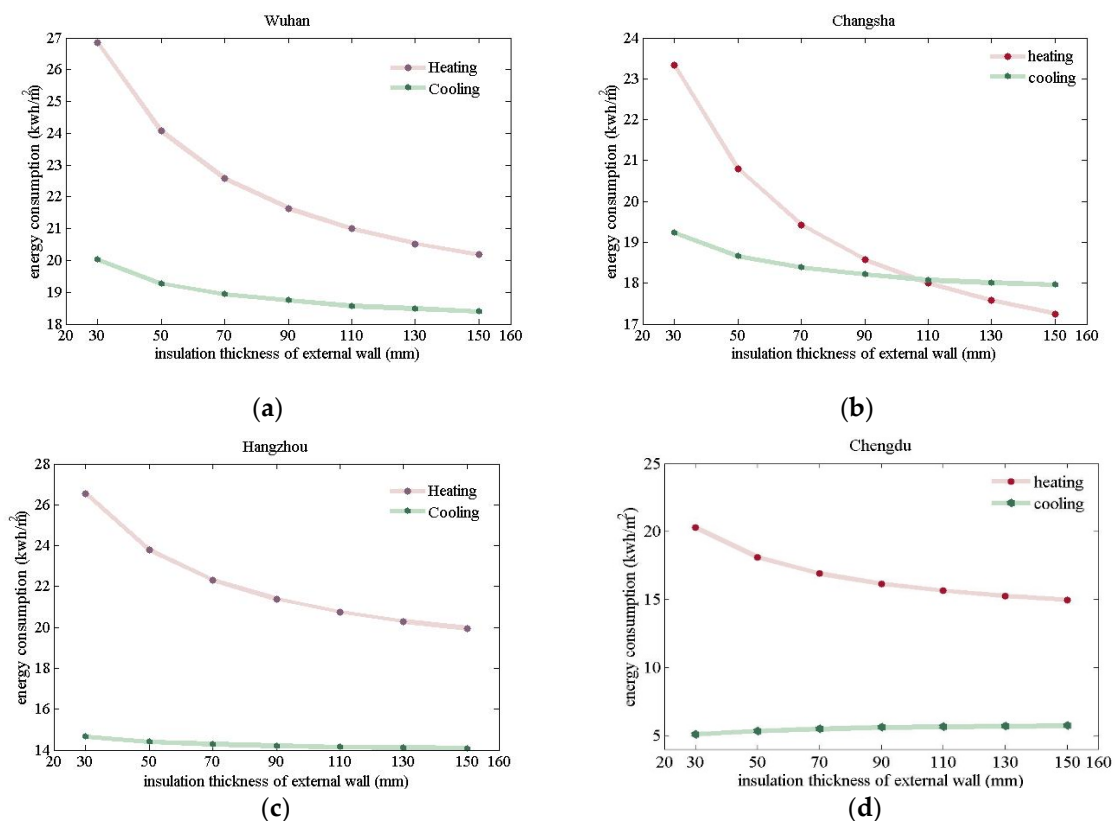 Wuhan
27
26
25
24
23
22
21
20
19
18
20 30 50 70 90 110 130 150 160
energy consumption (kwh/m²)
insulation thickness of external wall (mm)
Heating
Cooling
(a)
Changsha
24
23
22
21
20
19
18
17
20 30 50 70 90 110 130 150 160
energy consumption (kwh/m²)
insulation thickness of external wall (mm)
heating
cooling
(b)
Hangzhou
28
26
24
22
20
18
16
14
20 30 50 70 90 110 130 150 160
energy consumption (kwh/m²)
insulation thickness of external wall (mm)
Heating
Cooling
(c)
Chengdu
25
20
15
10
5
20 30 50 70 90 110 130 150 160
energy consumption (kwh/m²)
insulation thickness of external wall (mm)
heating
cooling
(d)